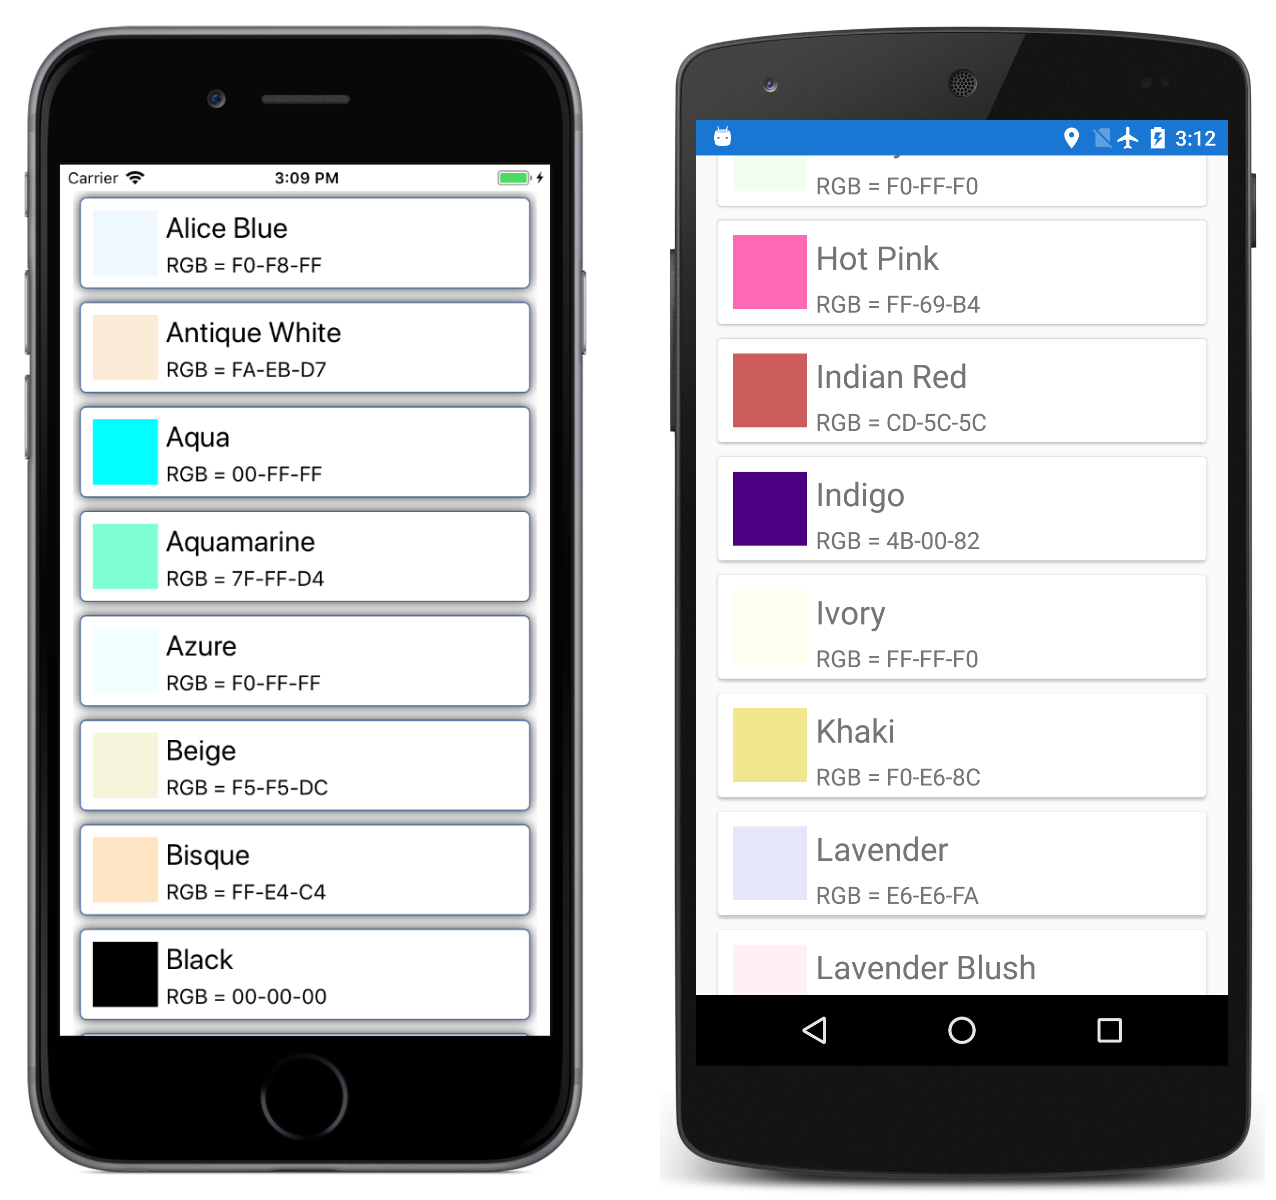 Carrier
3:09 PM
Alice Blue
RGB = F0-F8-FF
Antique White
RGB = FA-EB-D7
Aqua
RGB = 00-FF-FF
Aquamarine
RGB = 7F-FF-D4
Azure
RGB = F0-FF-FF
Beige
RGB = F5-F5-DC
Bisque
RGB = FF-E4-C4
Black
RGB = 00-00-00
3:12
RGB = F0-FF-F0
Hot Pink
RGB = FF-69-B4
Indian Red
RGB = CD-5C-5C
Indigo
RGB = 4B-00-82
Ivory
RGB = FF-FF-F0
Khaki
RGB = F0-E6-8C
Lavender
RGB = E6-E6-FA
Lavender Blush